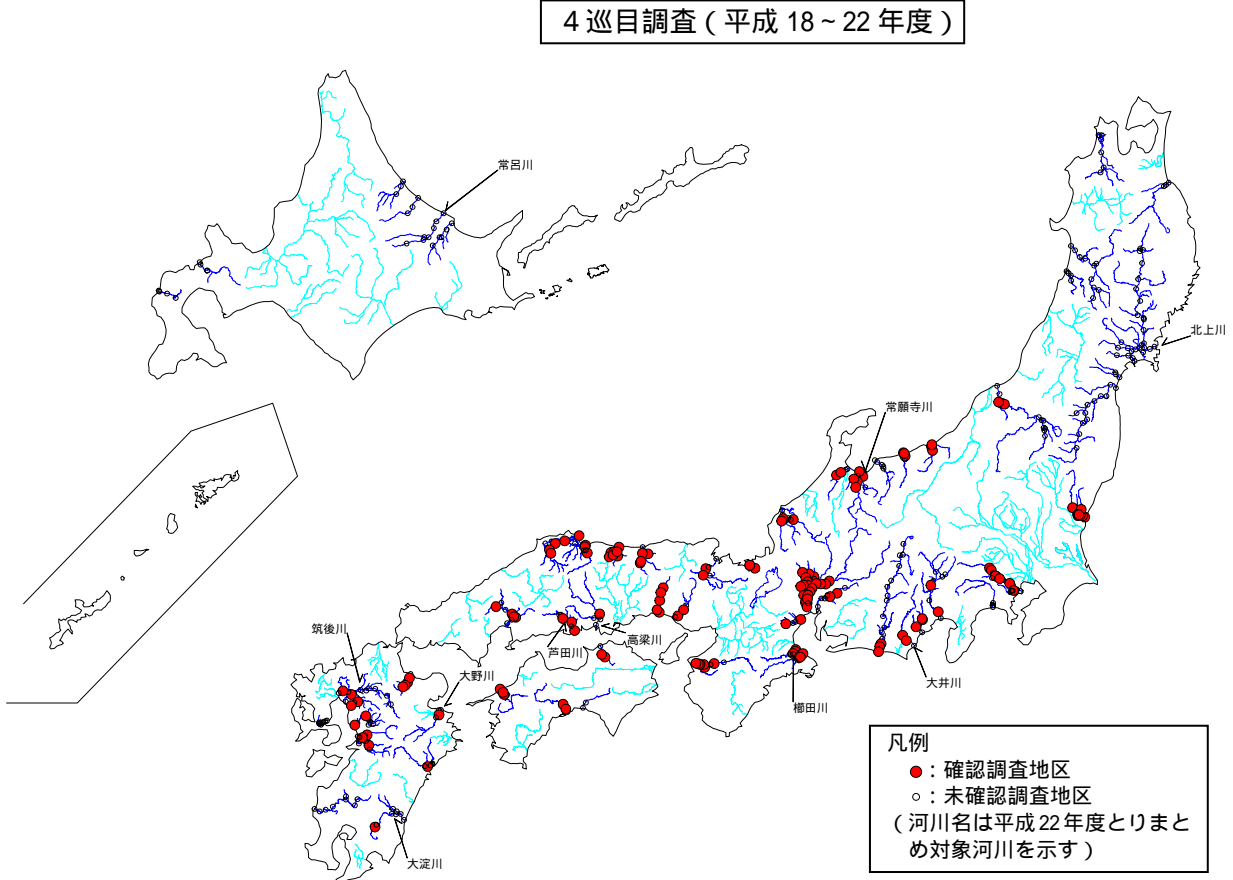 4巡目調査(平成 18~22 年度)
常呂川
北上川
常願寺川
筑後川
芦田川
高梁川
大野川
櫛田川
大井川
大淀川
凡例
●:確認調査地区
○:未確認調査地区
(河川名は平成22年度とりまと
め対象河川を示す)